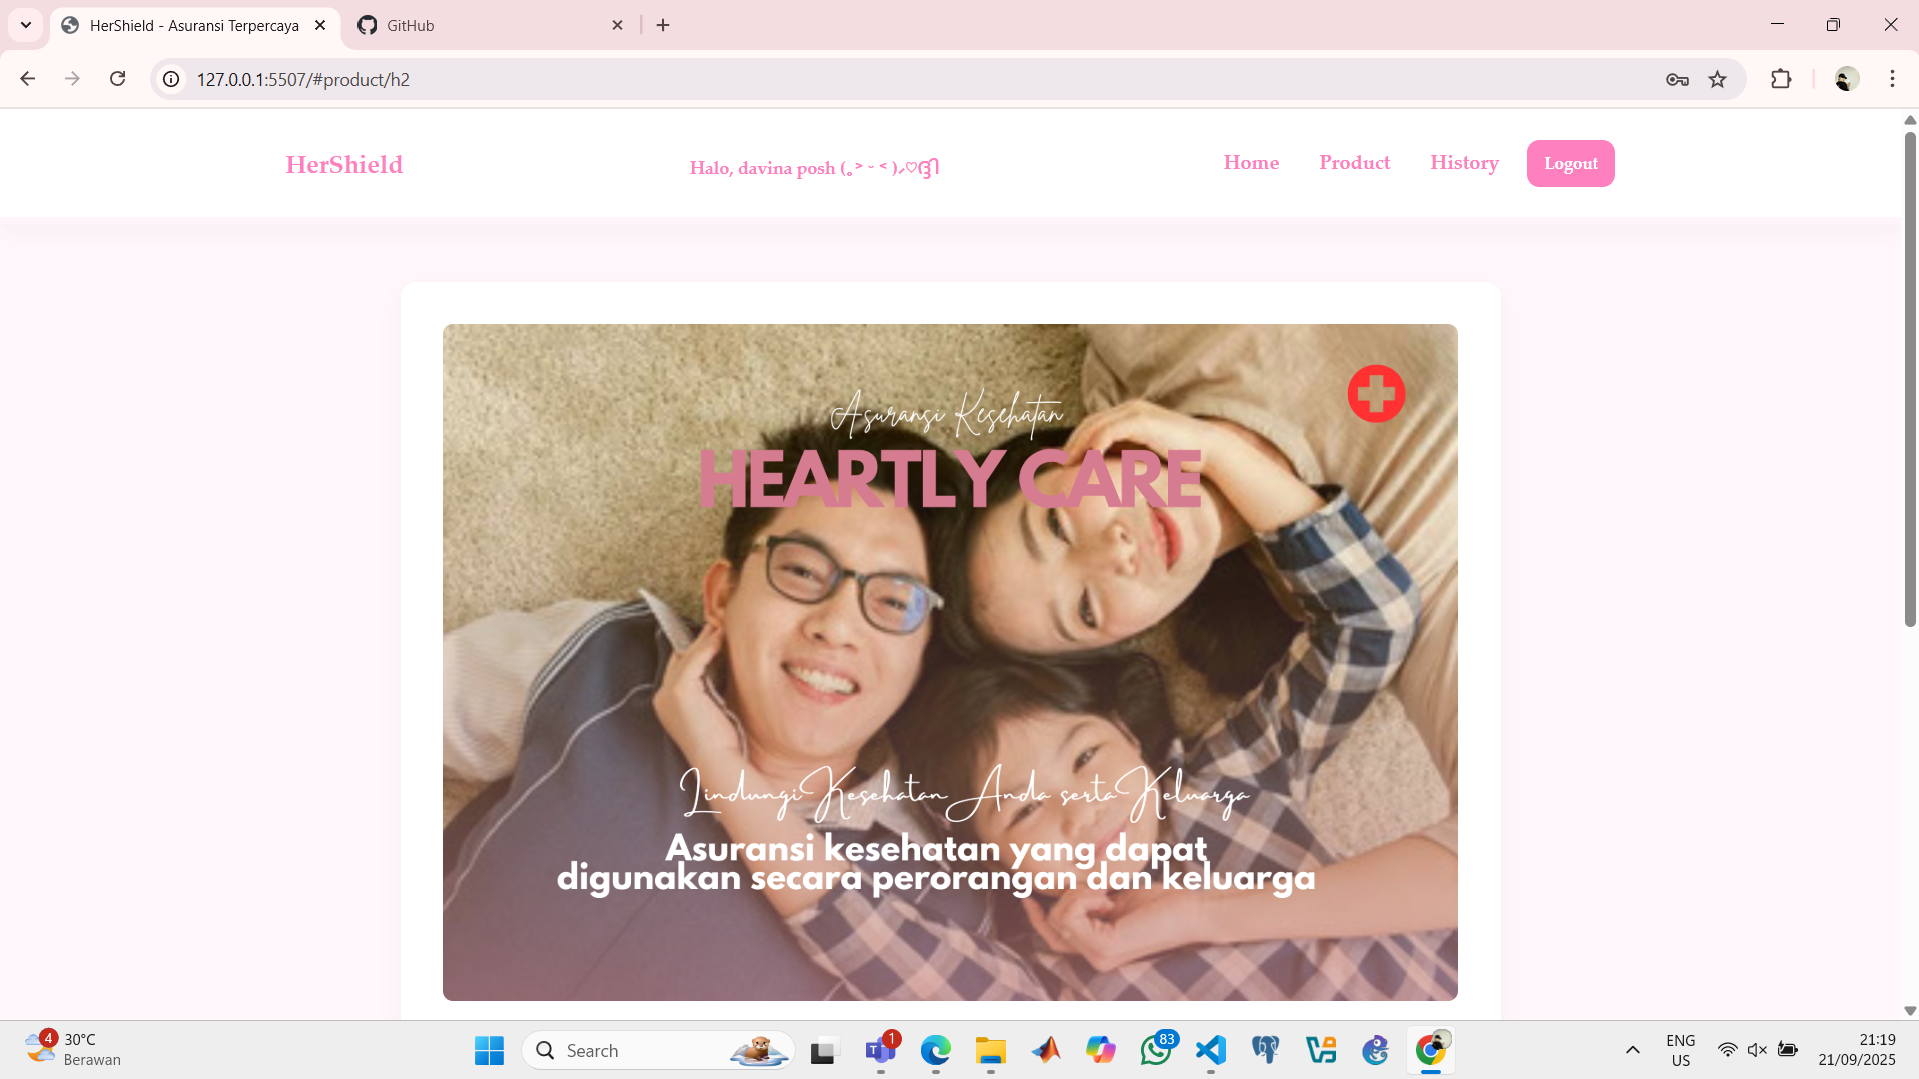 HerShield - Asuransi Terpercaya
GitHub
127.0.0.1:5507/#product/h2
HerShield
Halo, davina posh (｡˃ ᵕ ˂ )⸝♡ദ്ദി
Home
Product
History
Logout
Asuransi Kesehatan
HEARTLY CARE
Lindungi Kesehatan Anda serta Keluarga
Asuransi kesehatan yang dapat
digunakan secara perorangan dan keluarga
4
30°C
Berawan
Search
1
83
ENG
US
21:19
21/09/2025